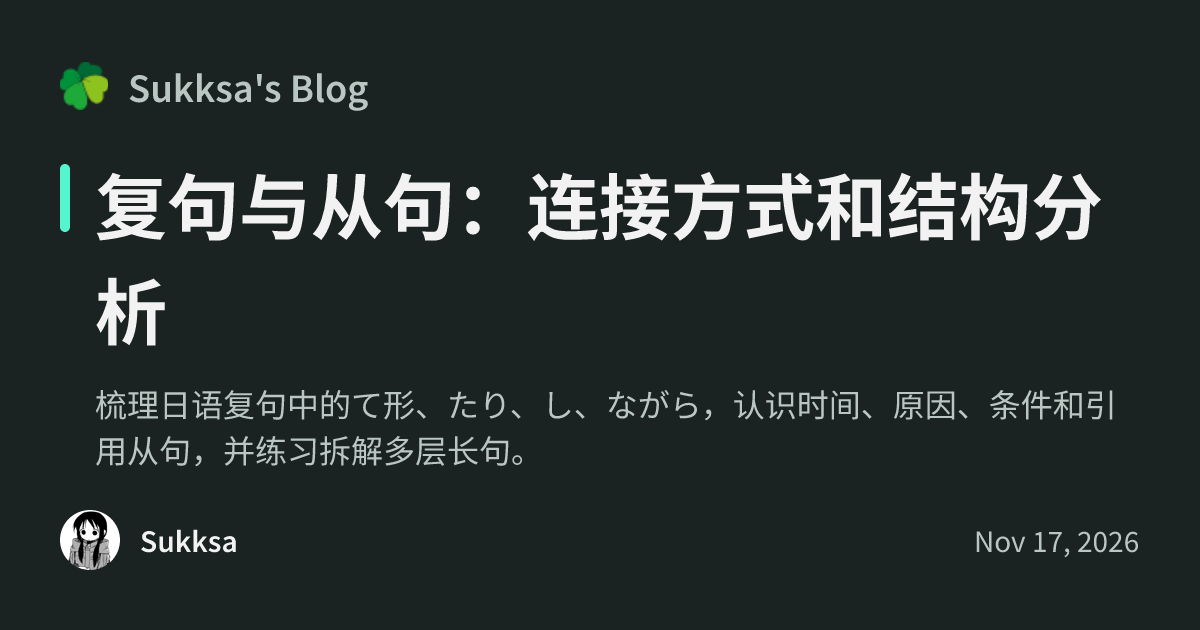 Sukksa's Blog
复句与从句：连接方式和结构分
析
梳理日语复句中的て形、たり、し、ながら，认识时间、原因、条件和引
用从句，并练习拆解多层长句。
Sukksa
Nov 17, 2026